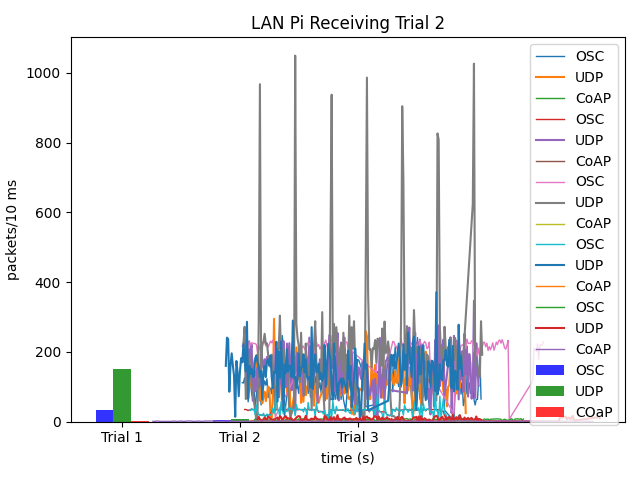 LAN Pi Receiving Trial 2
packets/10 ms
1000
800
600
400
200
0
Trial 1
Trial 2
Trial 3
time (s)
OSC
UDP
CoAP
OSC
UDP
CoAP
OSC
UDP
CoAP
OSC
UDP
CoAP
OSC
UDP
CoAP
OSC
UDP
COaP